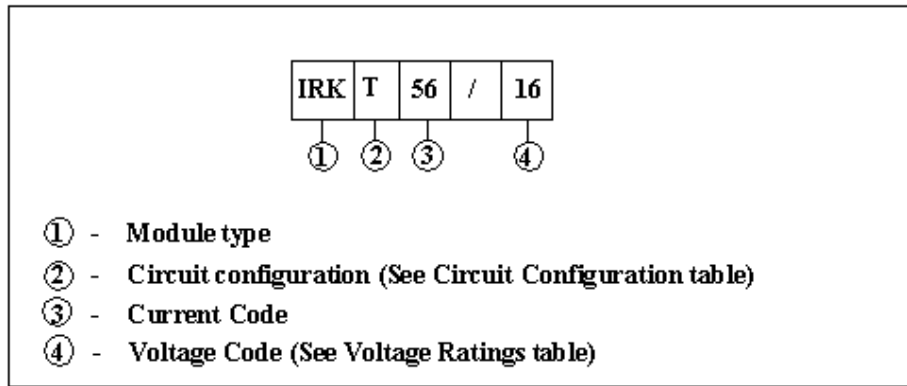 IRK T 56 / 16
① ② ③ ④
① - Module type
② - Circuit configuration (See Circuit Configuration table)
③ - Current Code
④ - Voltage Code (See Voltage Ratings table)